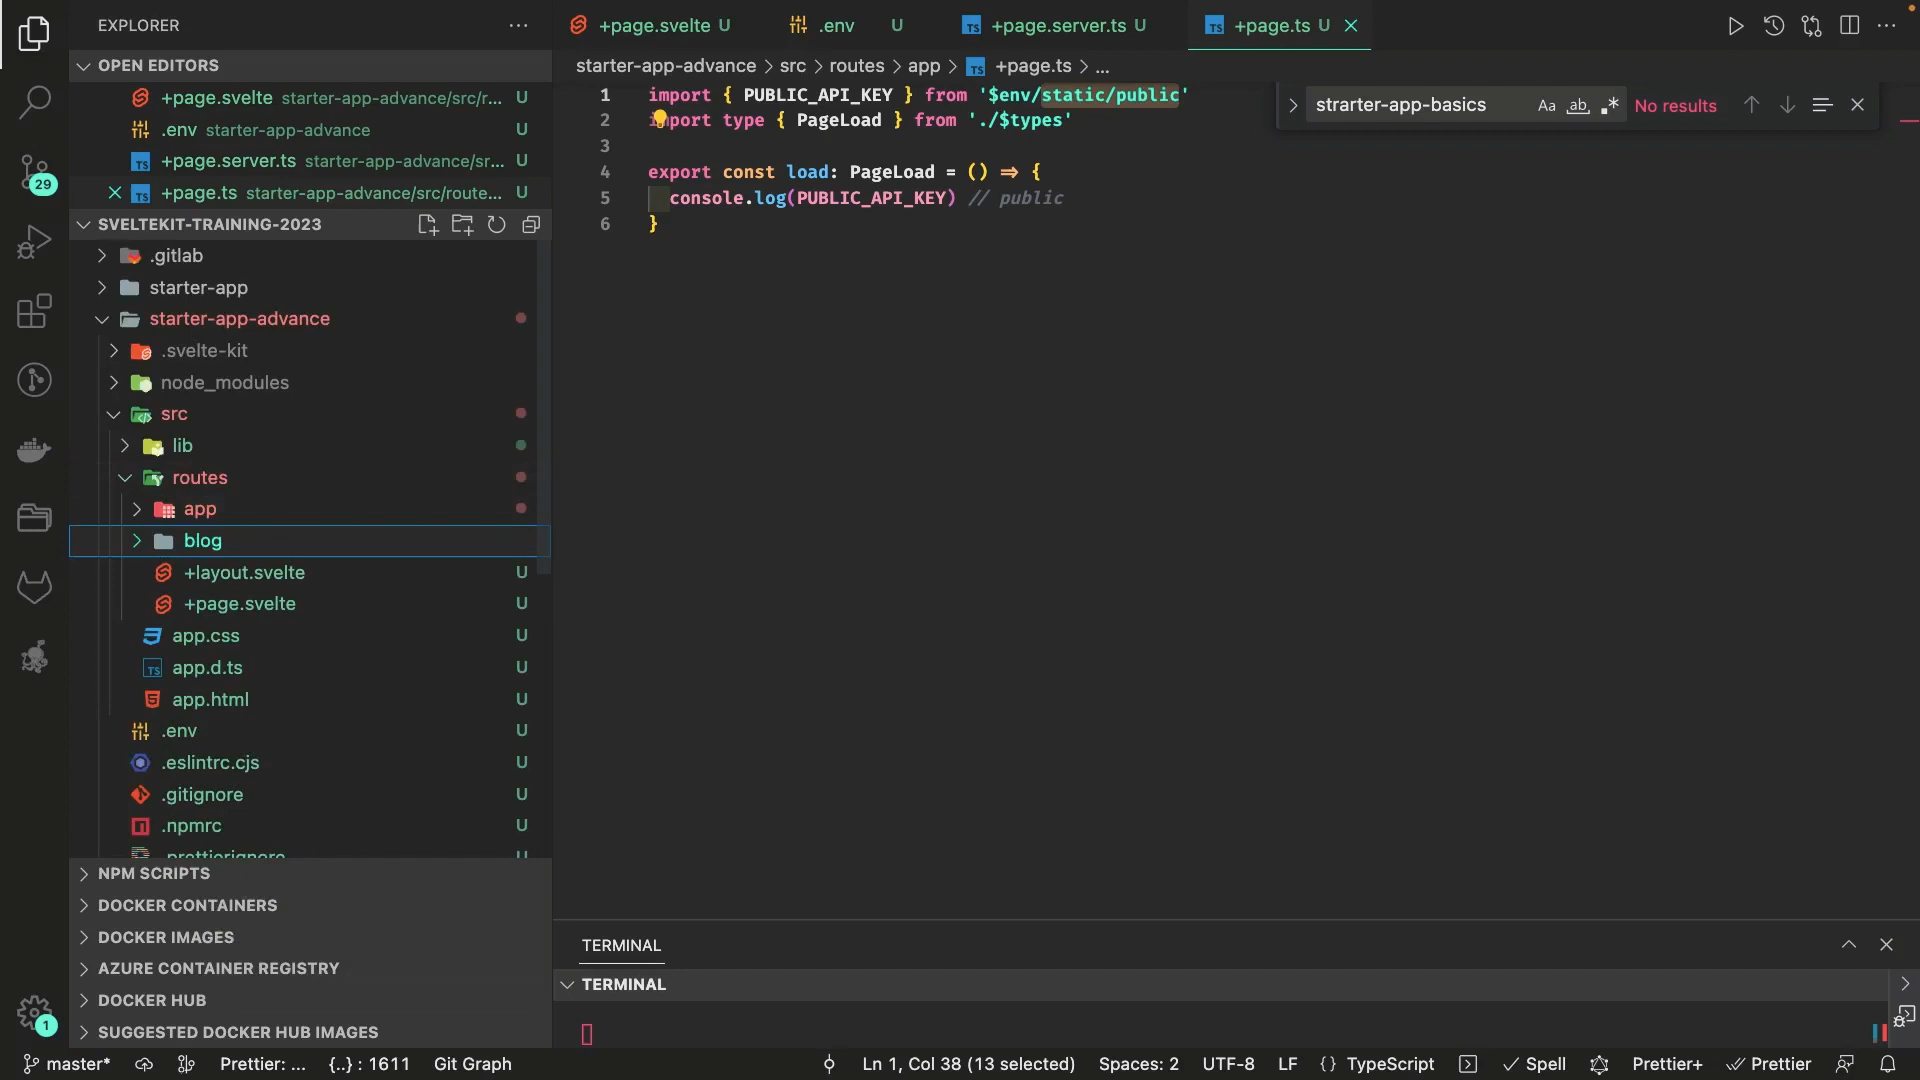 EXPLORER
OPEN EDITORS
+page.svelte starter-app-advance/src/r... U
.env starter-app-advance U
+page.server.ts starter-app-advance/sr... U
+page.ts starter-app-advance/src/route... U
SVELTEKIT-TRAINING-2023
.gitlab
starter-app
starter-app-advance
.svelte-kit
node_modules
src
lib
routes
app
blog
+layout.svelte U
+page.svelte U
app.css U
app.d.ts U
app.html U
.env U
.eslintrc.cjs U
.gitignore U
.npmrc U
.prettierignore U
NPM SCRIPTS
DOCKER CONTAINERS
DOCKER IMAGES
AZURE CONTAINER REGISTRY
DOCKER HUB
SUGGESTED DOCKER HUB IMAGES
29
1
+page.svelte U .env U +page.server.ts U +page.ts U
starter-app-advance > src > routes > app > +page.ts > ...
1 import { PUBLIC_API_KEY } from '$env/static/public'
2 import type { PageLoad } from './$types'
3
4 export const load: PageLoad = () => {
5 console.log(PUBLIC_API_KEY) // public
6 }
strarter-app-basics Aa ab .* No results
TERMINAL
TERMINAL
master* Prettier: ... {..} : 1611 Git Graph Ln 1, Col 38 (13 selected) Spaces: 2 UTF-8 LF {} TypeScript Spell Prettier+ Prettier